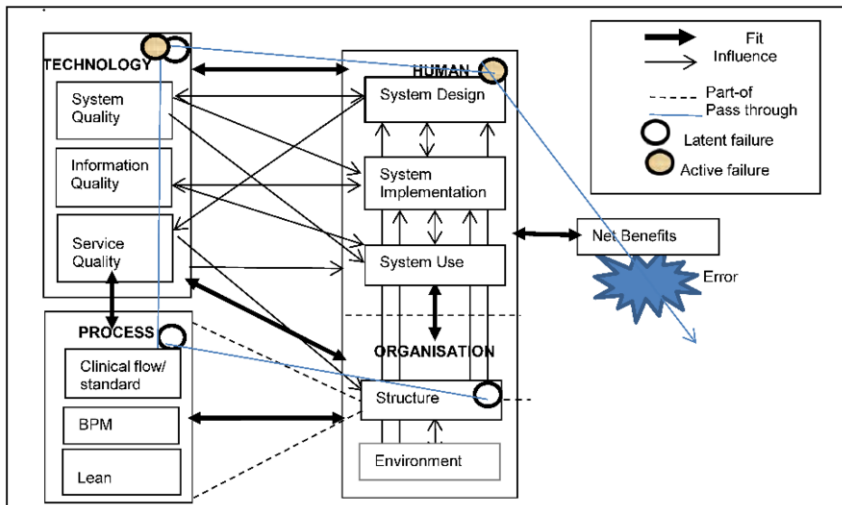 TECHNOLOGY
System
Quality
Information
Quality
Service
Quality
PROCESS
Clinical flow/
standard
BPM
Lean
HUMAN
System Design
System
Implementation
System Use
ORGANISATION
Structure
Environment
Net Benefits
Error
Fit
Influence
Part-of
Pass through
Latent failure
Active failure